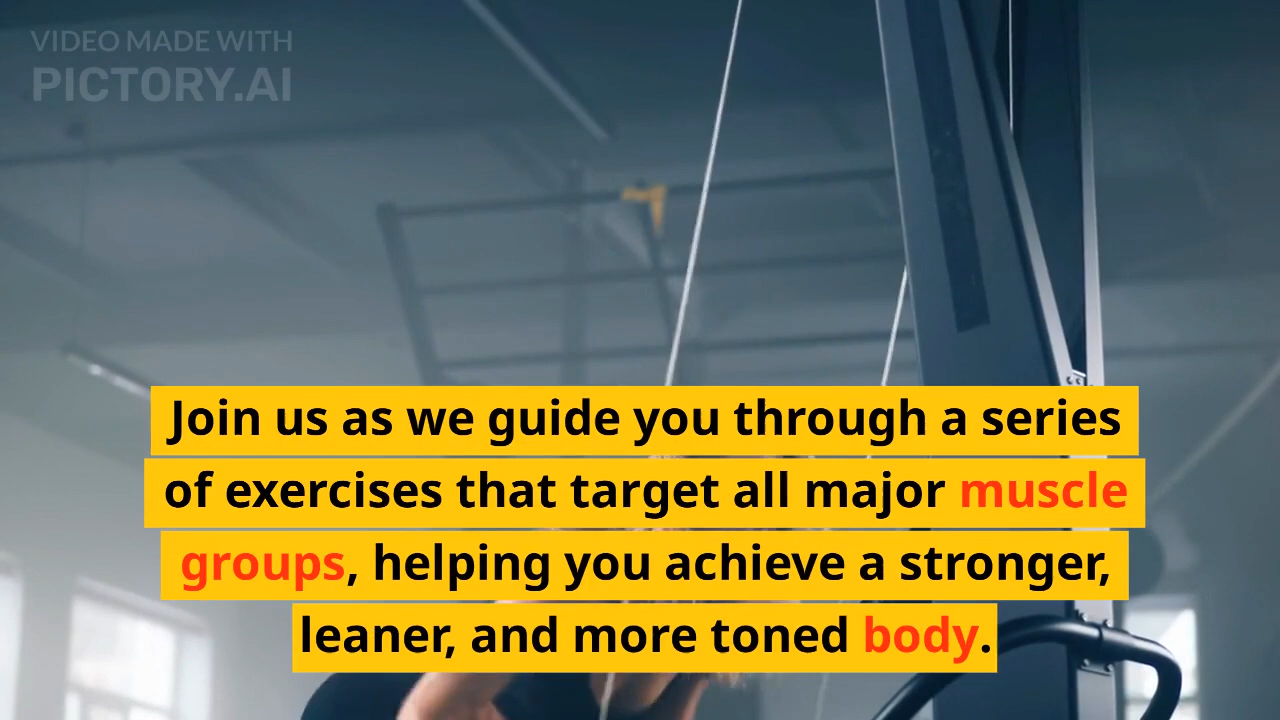 VIDEO MADE WITH
PICTORY.AI
Join us as we guide you through a series
of exercises that target all major muscle
groups, helping you achieve a stronger,
leaner, and more toned body.